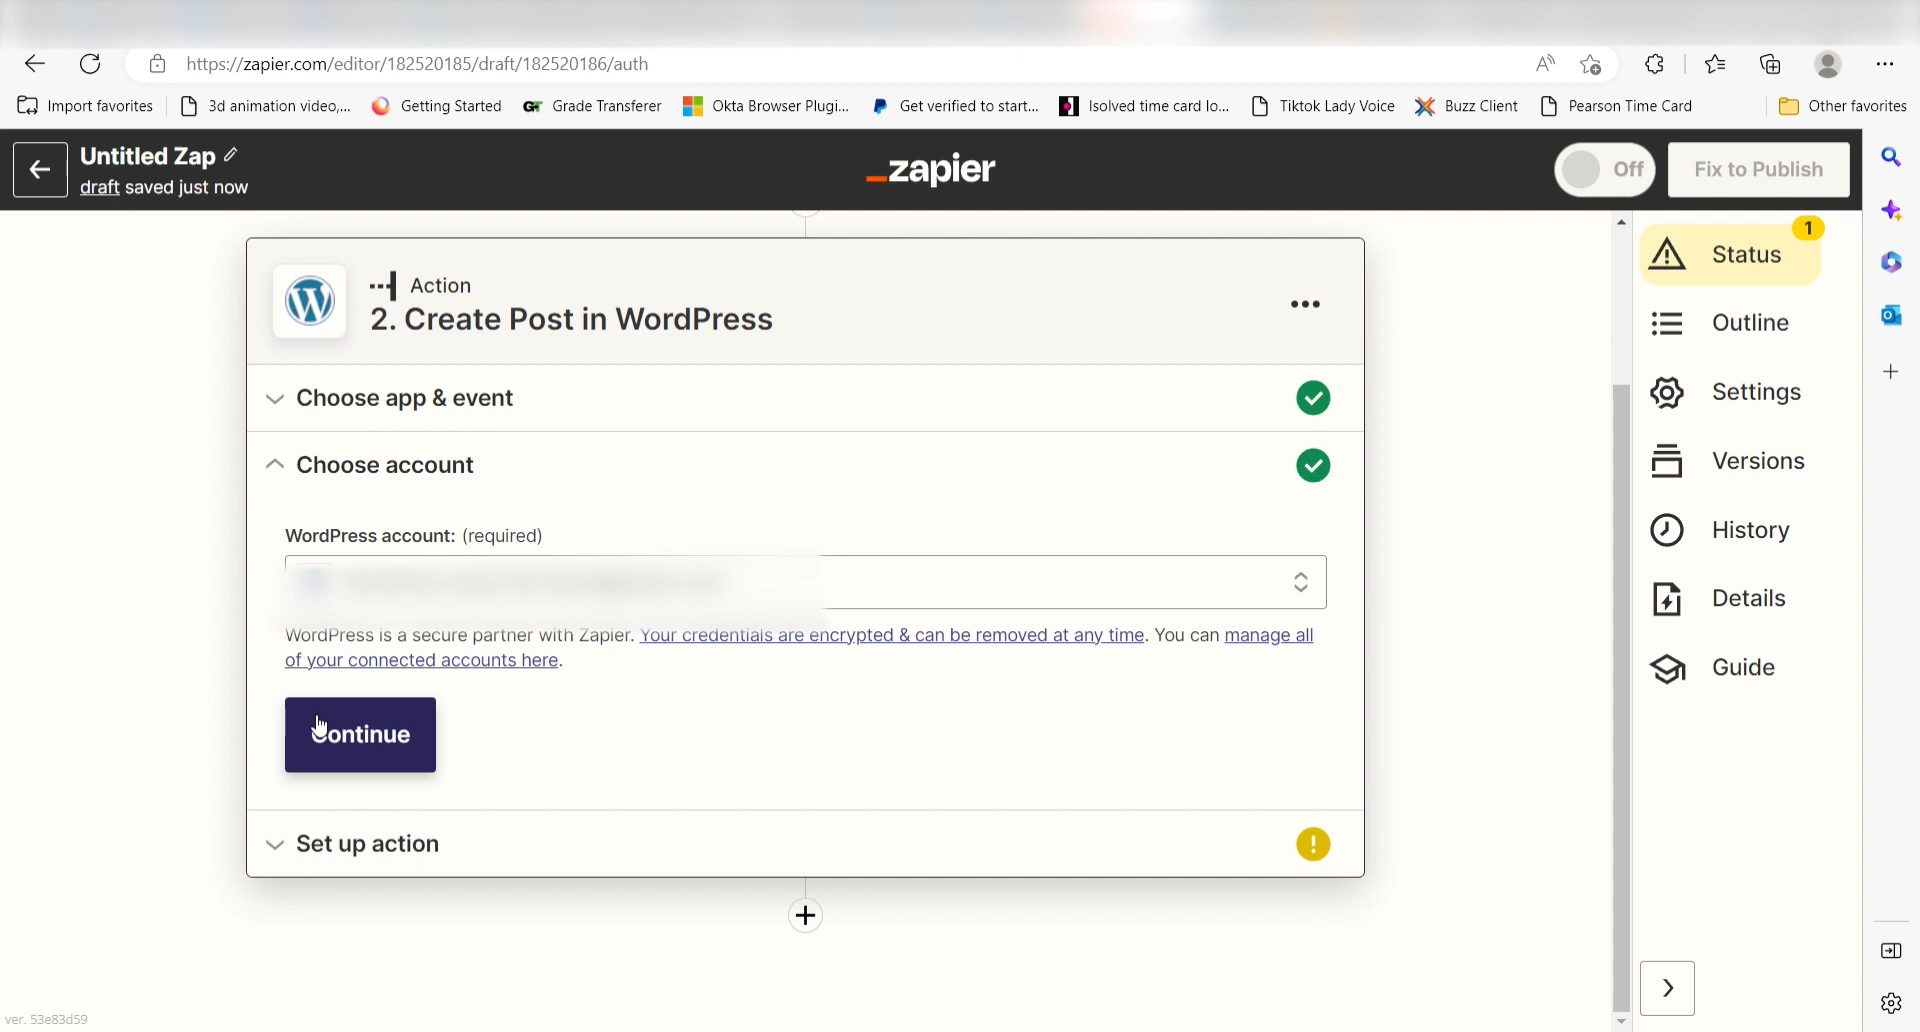 https://zapier.com/editor/182520185/draft/182520186/auth
Import favorites
3d animation video,...
Getting Started
GT
Grade Transferer
Okta Browser Plugi...
Get verified to start...
Isolved time card lo...
Tiktok Lady Voice
Buzz Client
Pearson Time Card
Other favorites
Untitled Zap
draft saved just now
_zapier
Off
Fix to Publish
Action
2. Create Post in WordPress
Choose app & event
Choose account
WordPress account: (required)
WordPress is a secure partner with Zapier. Your credentials are encrypted & can be removed at any time. You can manage all
of your connected accounts here.
Continue
Set up action
1
Status
Outline
Settings
Versions
History
Details
Guide
ver. 53e83d59